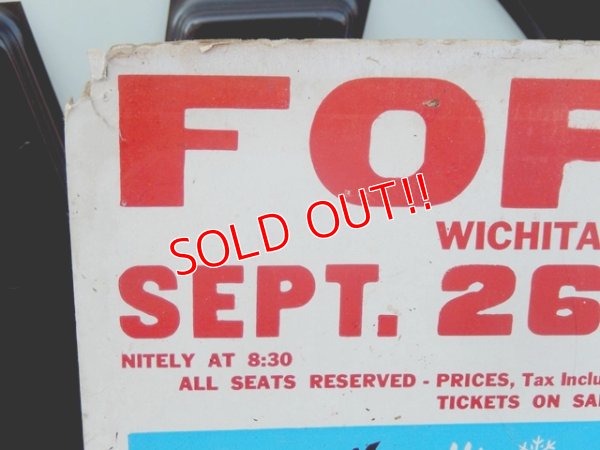 FOR
WICHITA
SOLD OUT!!
SEPT. 26
NITELY AT 8:30
ALL SEATS RESERVED - PRICES, Tax Inclu
TICKETS ON SA